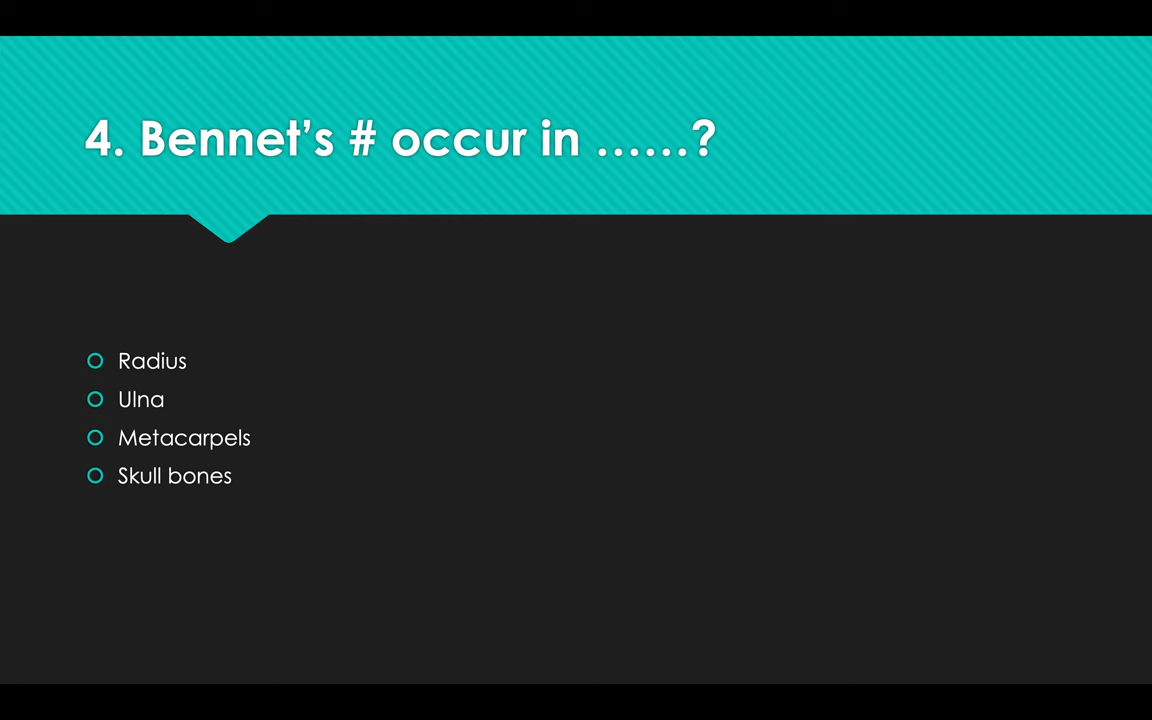 4. Bennet’s # occur in ……?
Radius
Ulna
Metacarpels
Skull bones